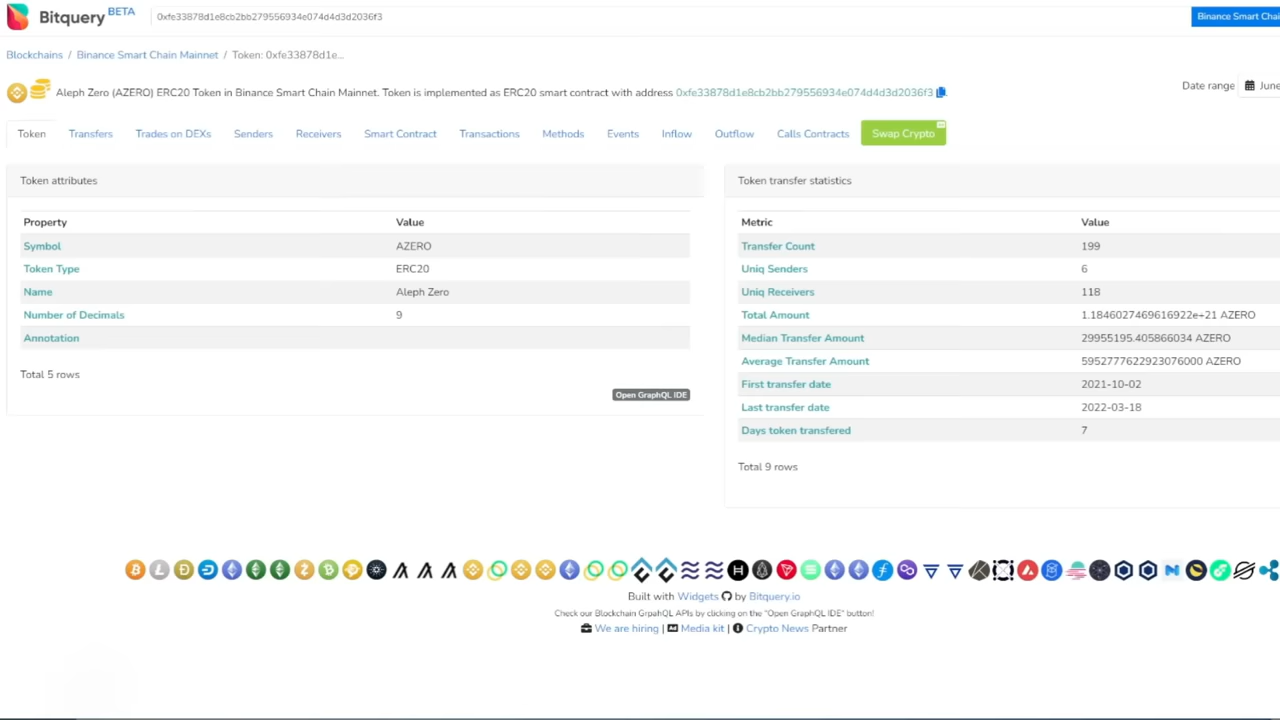 Bitquery BETA
0xfe33878d1e8cb2bb279556934e074d4d3d2036f3
Binance Smart Chai
Blockchains / Binance Smart Chain Mainnet / Token: 0xfe33878d1e...
Aleph Zero (AZERO) ERC20 Token in Binance Smart Chain Mainnet. Token is implemented as ERC20 smart contract with address 0xfe33878d1e8cb2bb279556934e074d4d3d2036f3
Date range June
Token Transfers Trades on DEXs Senders Receivers Smart Contract Transactions Methods Events Inflow Outflow Calls Contracts Swap Crypto
Token attributes
Property Value
Symbol AZERO
Token Type ERC20
Name Aleph Zero
Number of Decimals 9
Annotation
Total 5 rows
Open GraphQL IDE
Token transfer statistics
Metric Value
Transfer Count 199
Uniq Senders 6
Uniq Receivers 118
Total Amount 1.1846027469616922e+21 AZERO
Median Transfer Amount 29955195.405866034 AZERO
Average Transfer Amount 5952777622923076000 AZERO
First transfer date 2021-10-02
Last transfer date 2022-03-18
Days token transfered 7
Total 9 rows
Built with Widgets by Bitquery.io
Check our Blockchain GrpahQL APIs by clicking on the "Open GraphQL IDE" button!
We are hiring | Media kit | Crypto News Partner